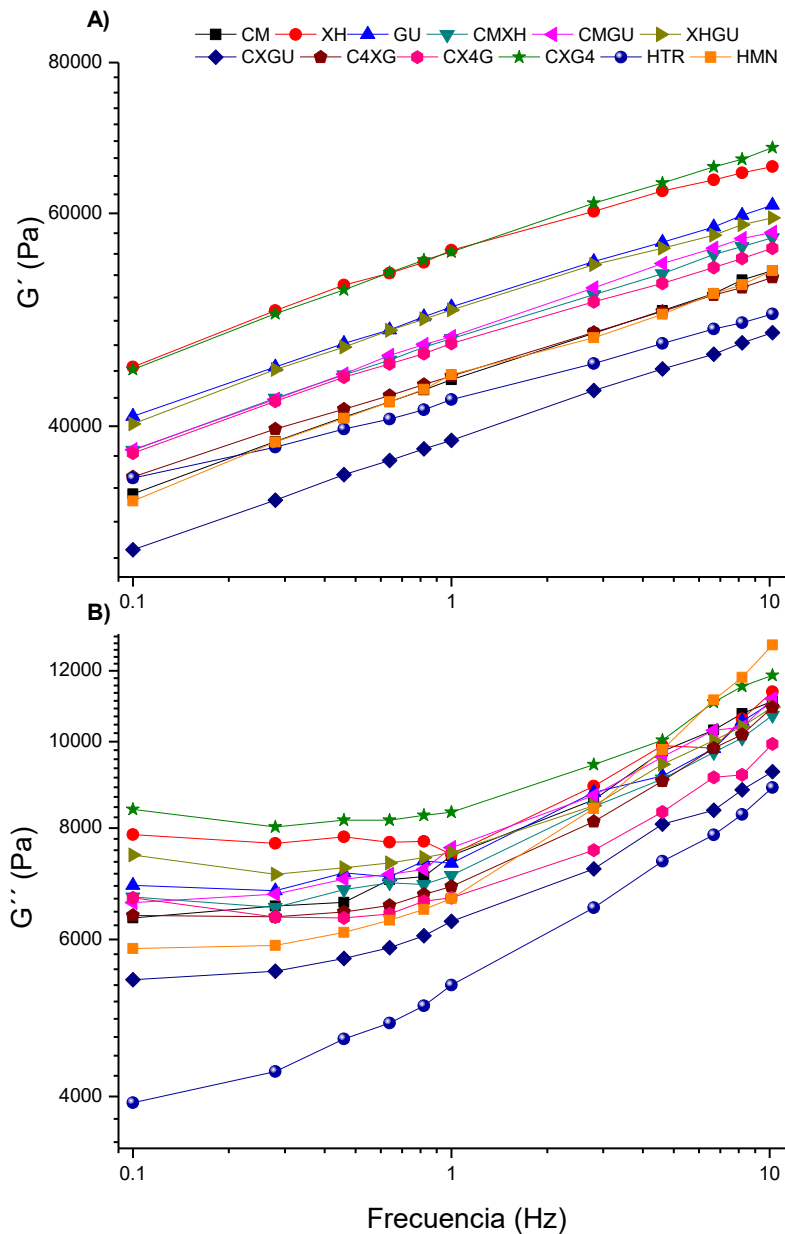 A)
CM XH GU CMXH CMGU XHGU
CXGU C4XG CX4G CXG4 HTR HMN
80000
60000
40000
G´ (Pa)
0.1 1 10
B)
12000
10000
8000
6000
4000
G´´ (Pa)
0.1 1 10
Frecuencia (Hz)